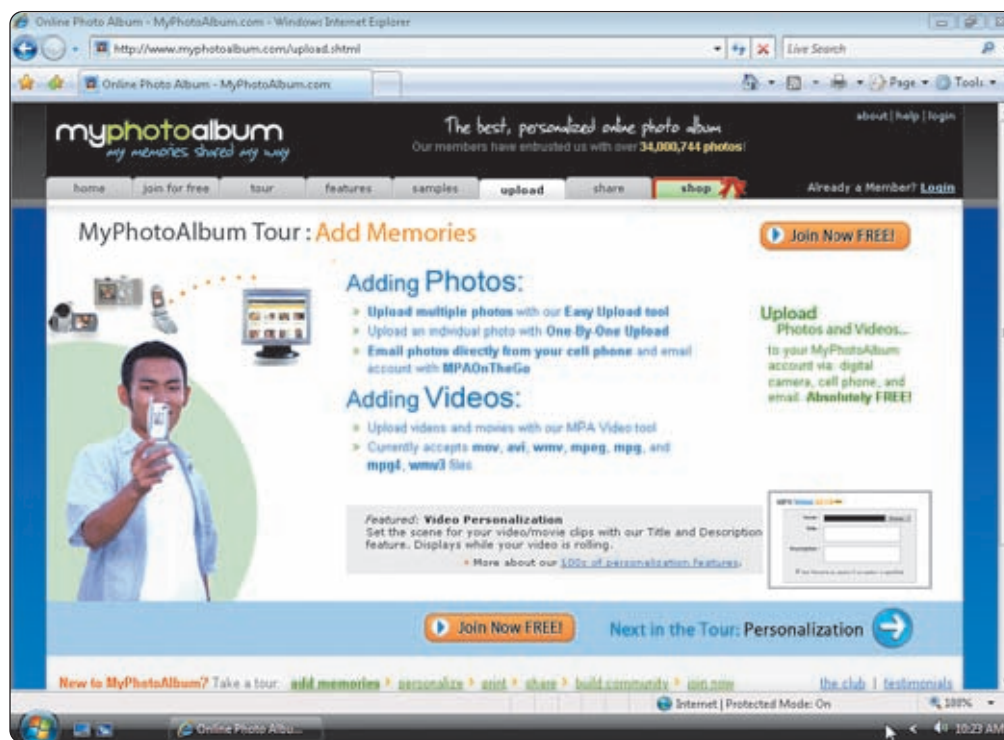 Online Photo Album - MyPhotoAlbum.com - Windows Internet Explorer
http://www.myphotoalbum.com/upload.shtml
Live Search
Online Photo Album - MyPhotoAlbum.com
Page
Tools
myphotoalbum
my memories shared my way
The best, personalized online photo album
Our members have entrusted us with over 34,000,744 photos!
about | help | login
home join for free tour features samples upload share shop
Already a Member? Login
MyPhotoAlbum Tour : Add Memories
Join Now FREE!
Adding Photos:
» Upload multiple photos with our Easy Upload tool
» Upload an individual photo with One-By-One Upload
» Email photos directly from your cell phone and email
account with MPAOnTheGo
Adding Videos:
» Upload videos and movies with our MPA Video tool
» Currently accepts mov, avi, wmv, mpeg, mpg, and
mpg4, wmv3 files
Upload
Photos and Videos...
to your MyPhotoAlbum
account via: digital
camera, cell phone, and
email. Absolutely FREE!
Featured: Video Personalization
Set the scene for your video/movie clips with our Title and Description
feature. Displays while your video is rolling.
More about our 100s of personalization features.
Join Now FREE!
Next in the Tour: Personalization
New to MyPhotoAlbum? Take a tour add memories personalize print share build community join now
the club | testimonials
Internet | Protected Mode: On
100%
Online Photo Albu...
10:23 AM